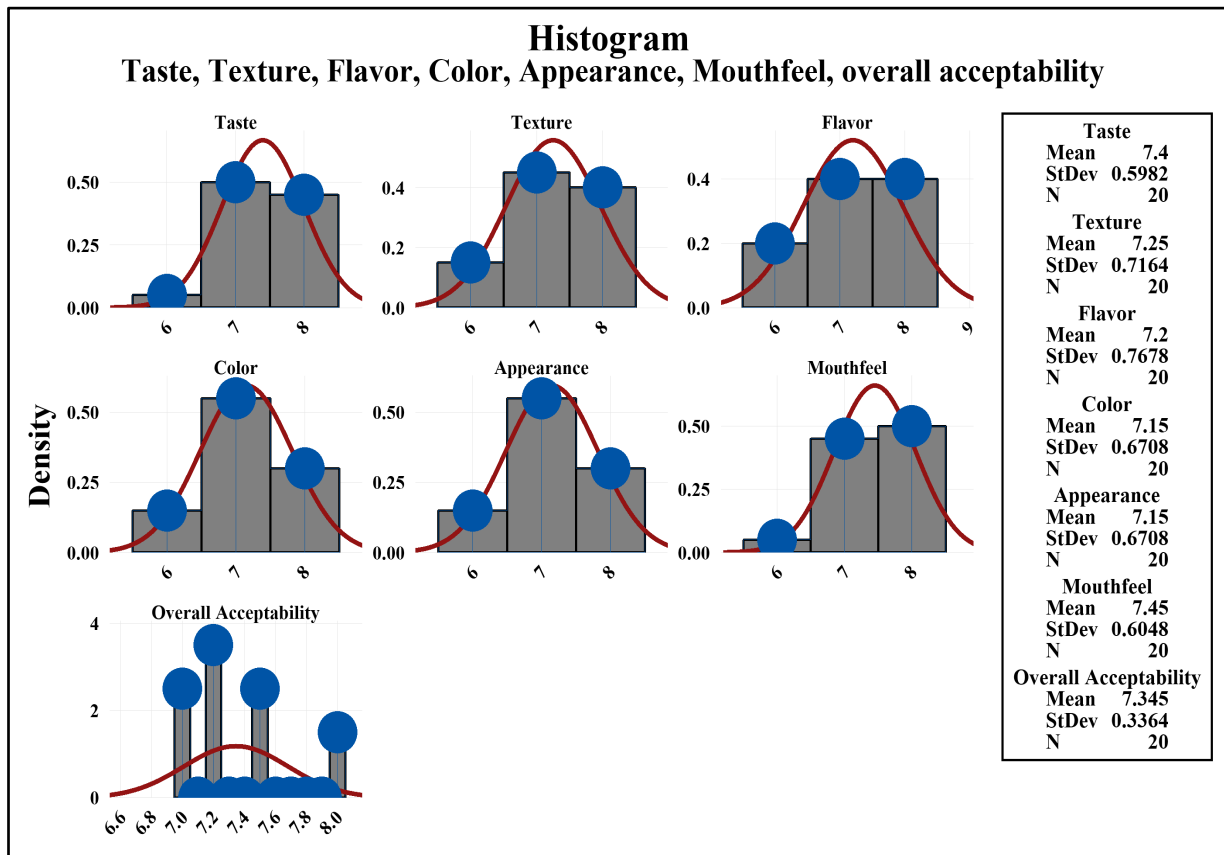 Histogram
Taste, Texture, Flavor, Color, Appearance, Mouthfeel, overall acceptability
Taste
0.50
0.25
0.00
6
7
8
Texture
0.4
0.2
0.0
6
7
8
Flavor
0.4
0.2
0.0
6
7
8
9
Density
Color
0.50
0.25
0.00
6
7
8
Appearance
0.50
0.25
0.00
6
7
8
Mouthfeel
0.50
0.25
0.00
6
7
8
Overall Acceptability
4
2
0
6.6
6.8
7.0
7.2
7.4
7.6
7.8
8.0
Taste
Mean 7.4
StDev 0.5982
N 20
Texture
Mean 7.25
StDev 0.7164
N 20
Flavor
Mean 7.2
StDev 0.7678
N 20
Color
Mean 7.15
StDev 0.6708
N 20
Appearance
Mean 7.15
StDev 0.6708
N 20
Mouthfeel
Mean 7.45
StDev 0.6048
N 20
Overall Acceptability
Mean 7.345
StDev 0.3364
N 20